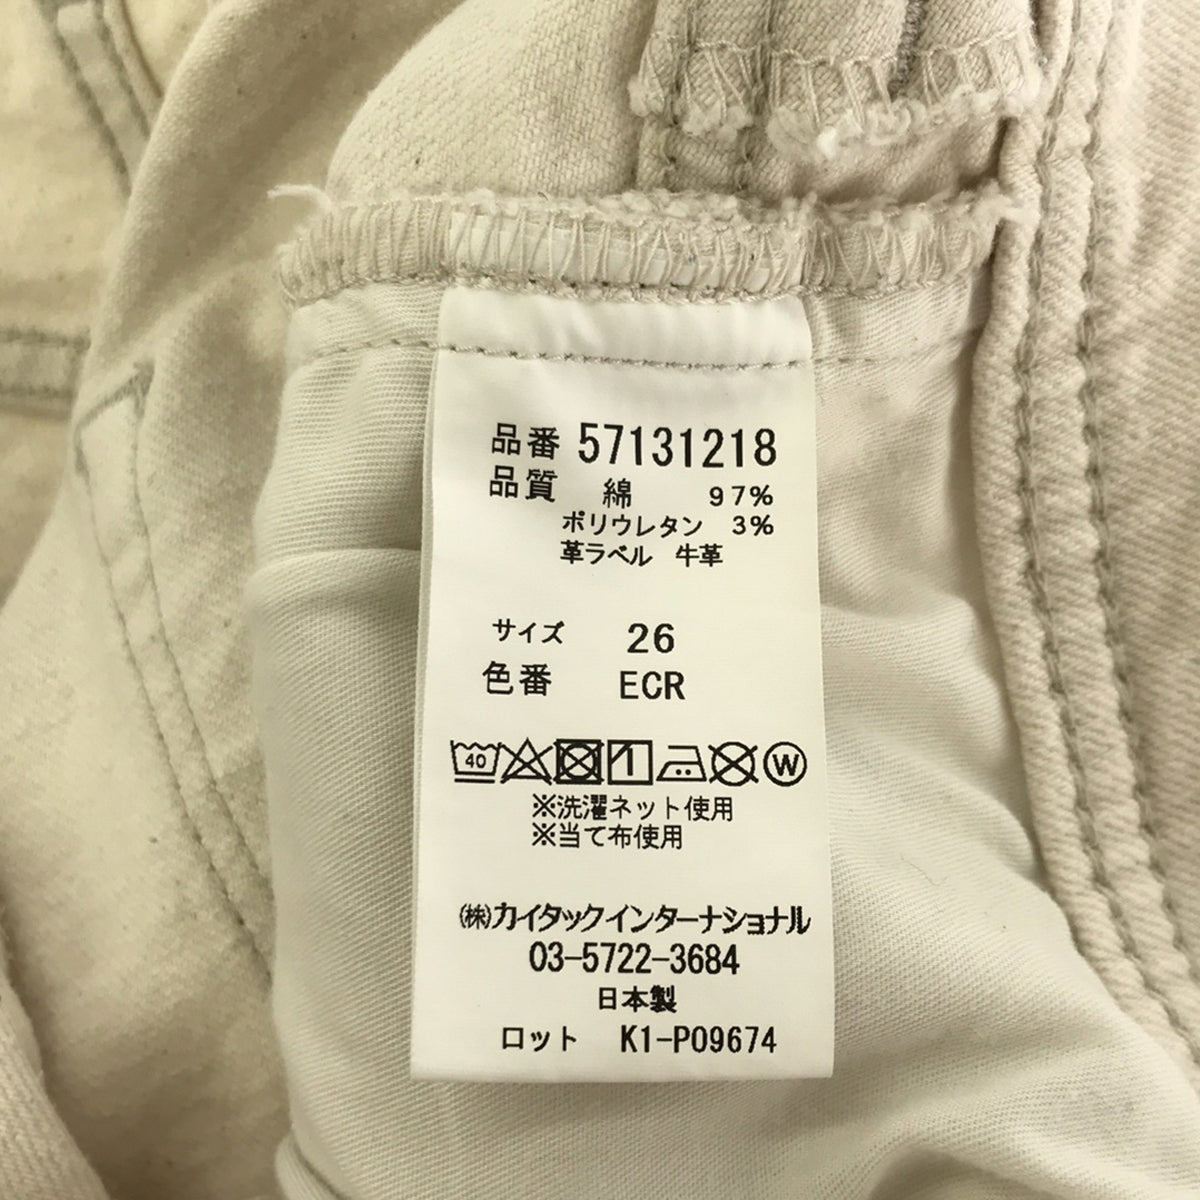 品番 57131218
品質 綿 97%
ポリウレタン 3%
革ラベル 牛革
サイズ 26
色番 ECR
40 W
※洗濯ネット使用
※当て布使用
(株)カイタックインターナショナル
03-5722-3684
日本製
ロット K1-P09674